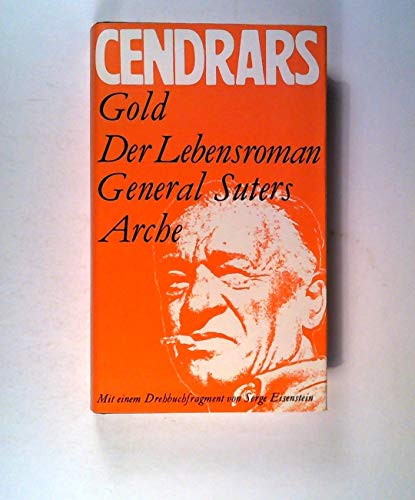 CENDRARS
Gold
Der Lebensroman
General Suters
Arche
Mit einem Drehbuchfragment von Serge Eisenstein